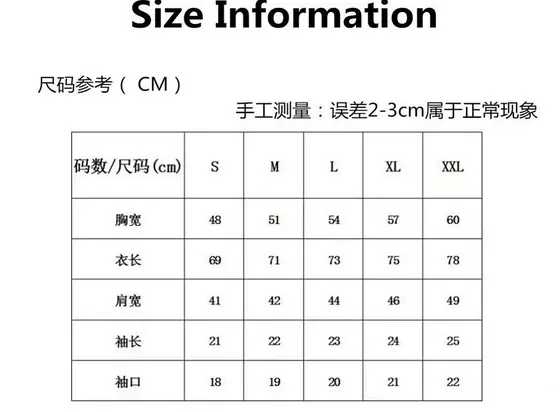 Size Information
尺码参考（ CM ）
手工测量：误差2-3cm属于正常现象
码数/尺码(cm) S M L XL XXL
胸宽 48 51 54 57 60
衣长 69 71 73 75 78
肩宽 41 42 44 46 49
袖长 21 22 23 24 25
袖口 18 19 20 21 22